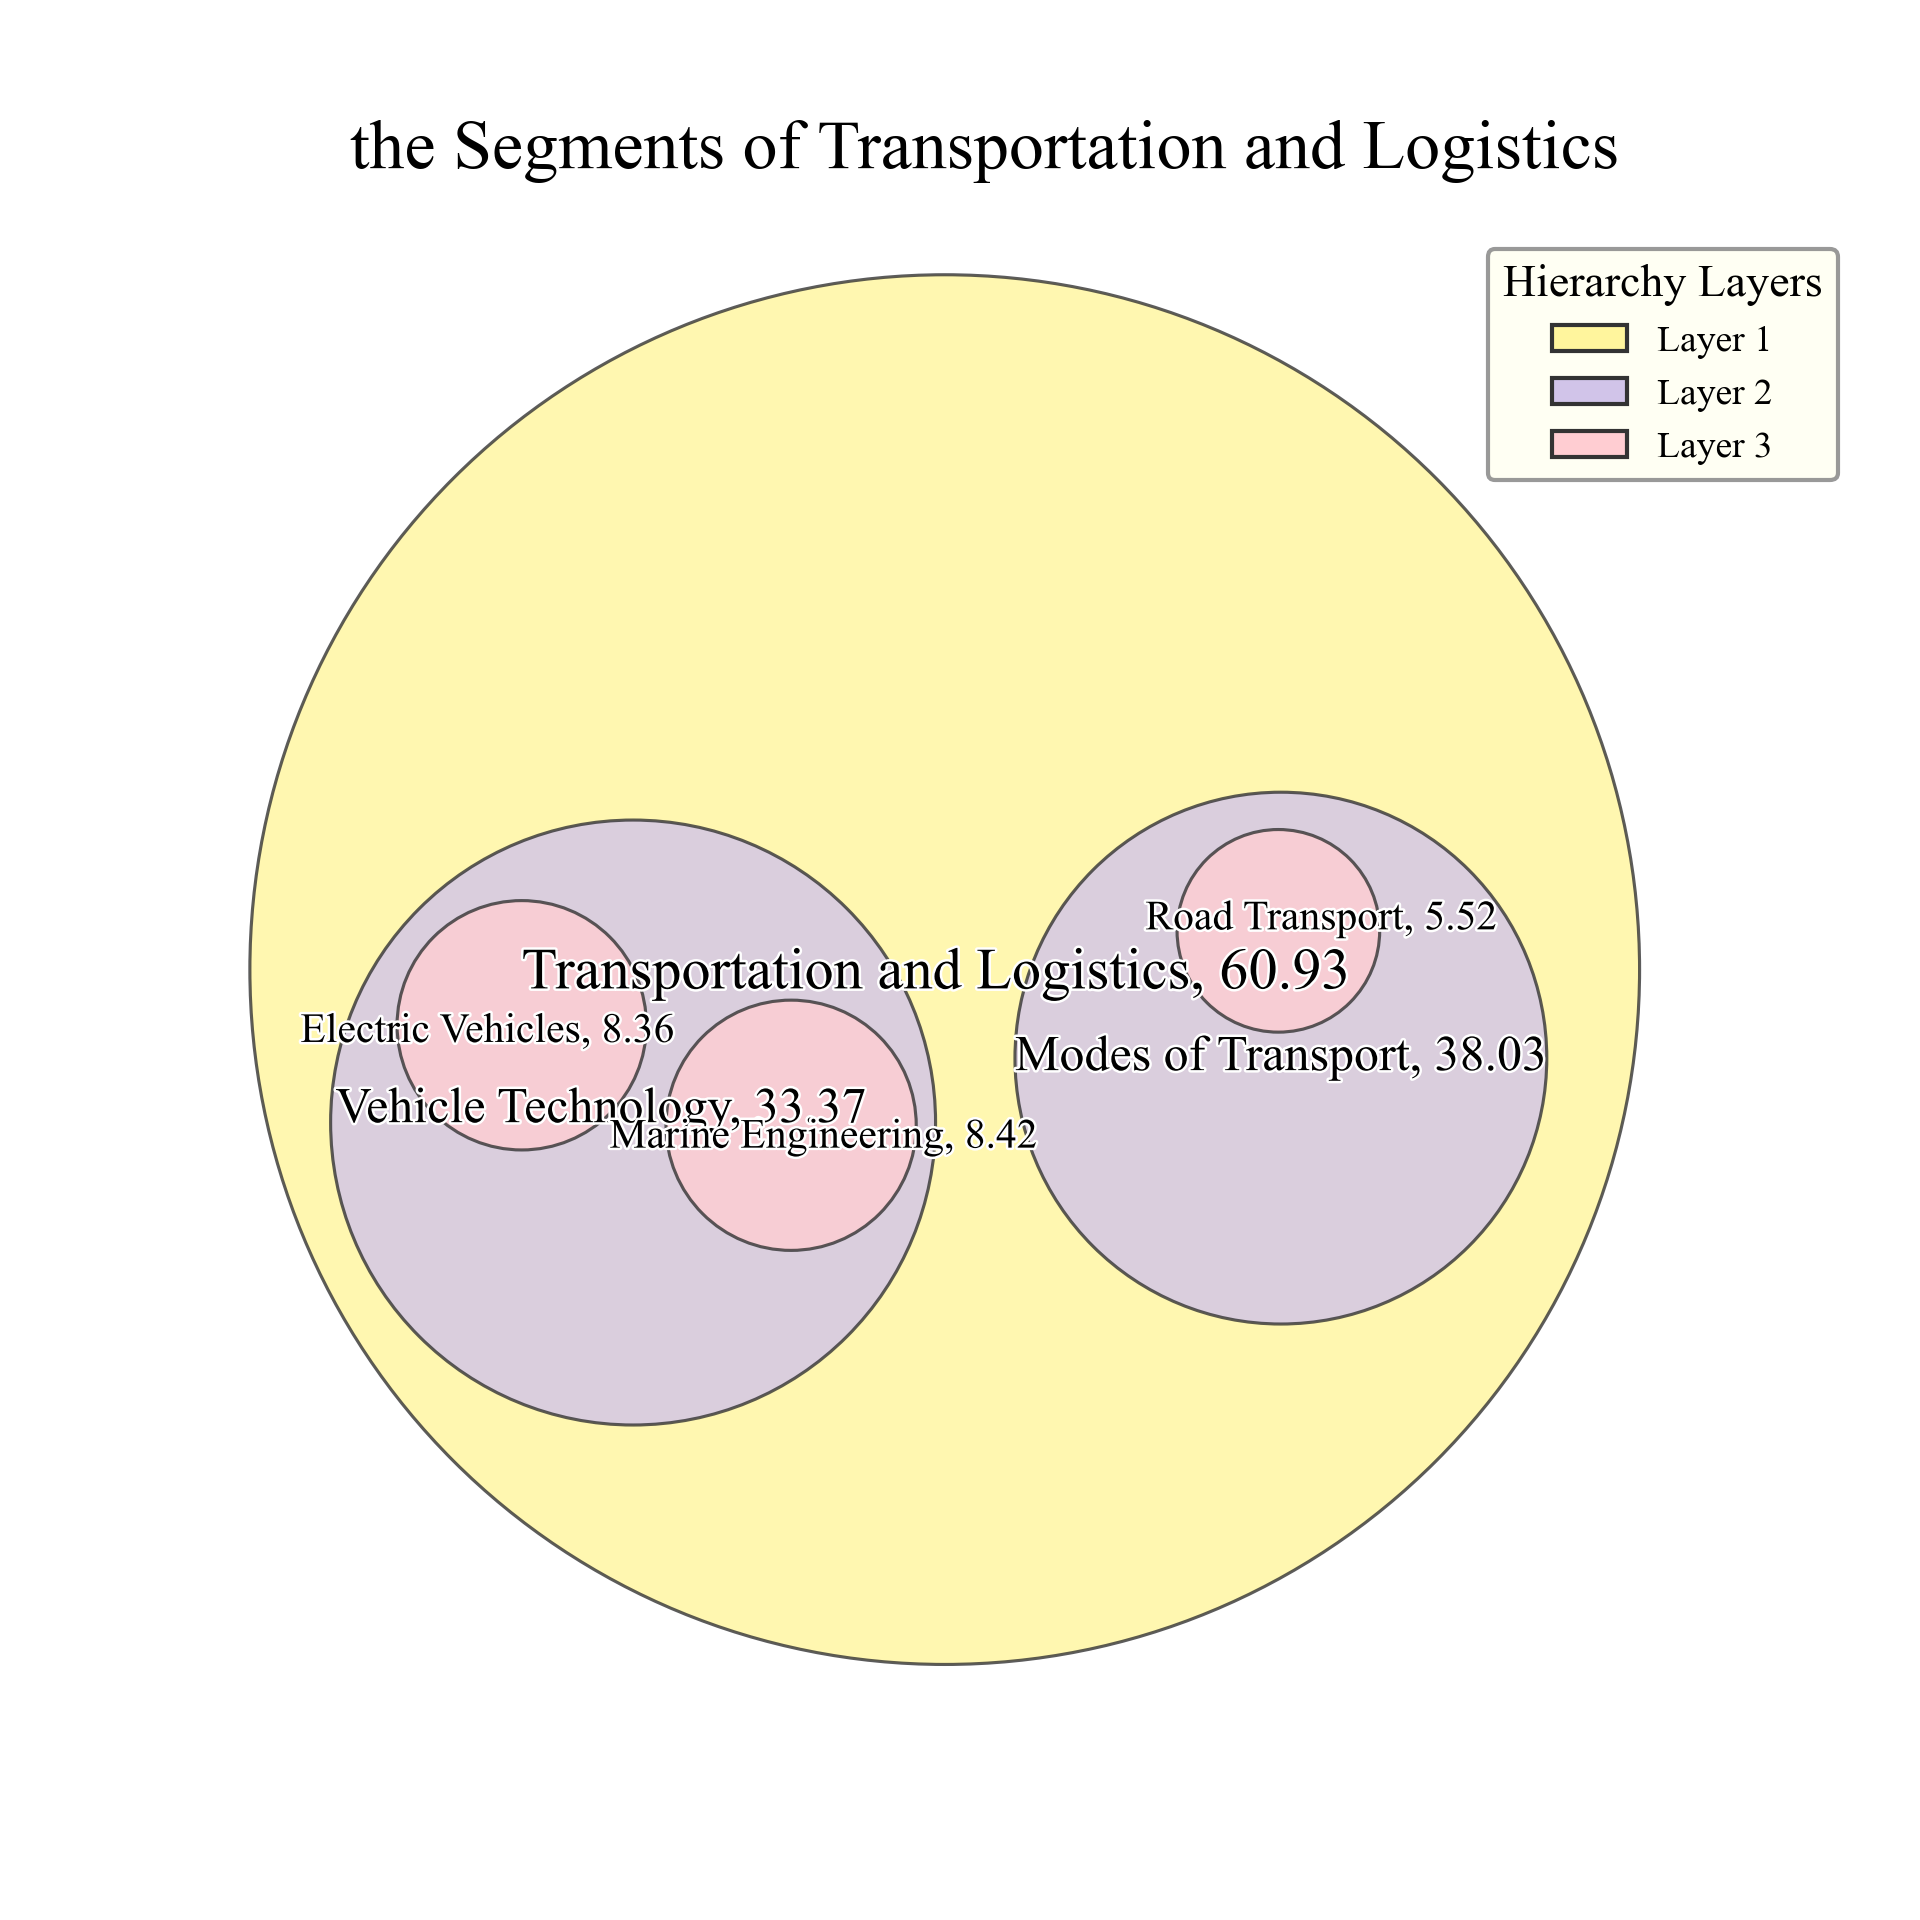 the Segments of Transportation and Logistics
Hierarchy Layers
Layer 1
Layer 2
Layer 3
Road Transport, 5.52
Transportation and Logistics, 60.93
Electric Vehicles, 8.36
Modes of Transport, 38.03
Vehicle Technology, 33.37
Marine Engineering, 8.42